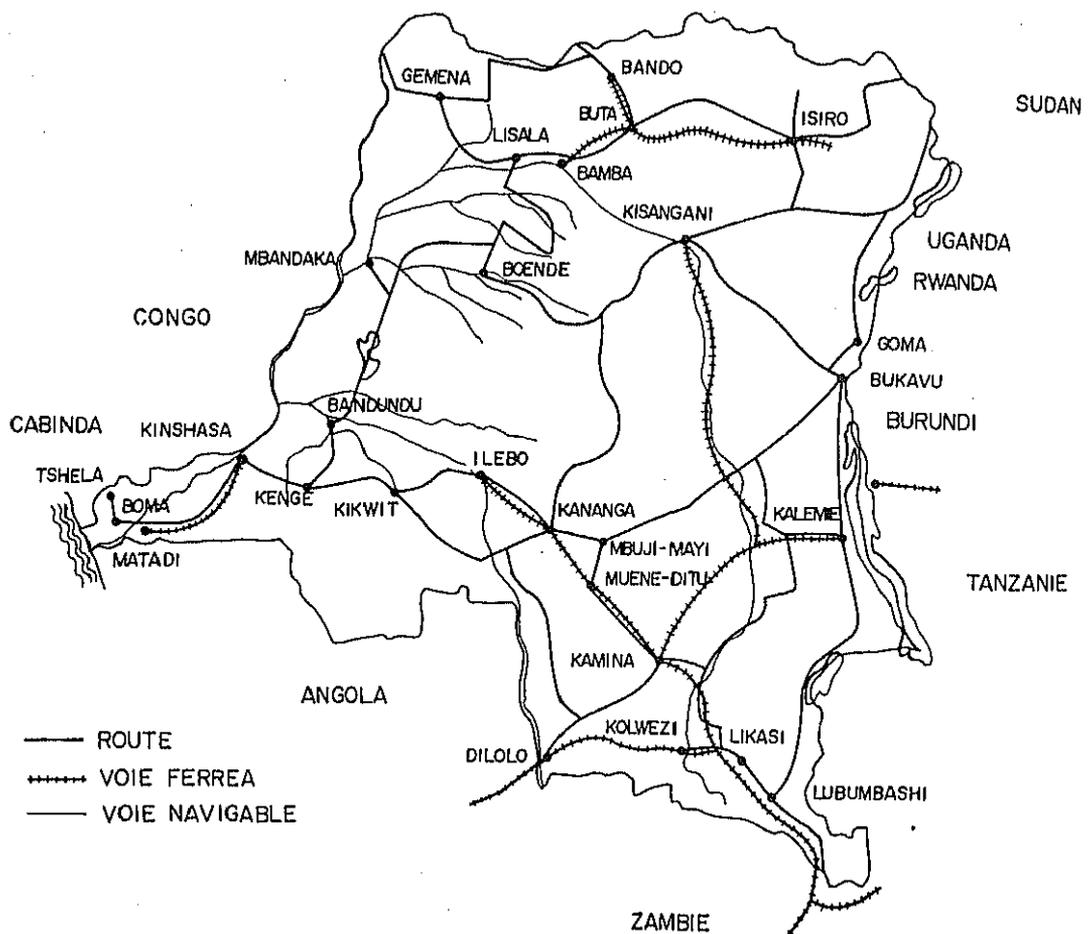 GEMENA
BANDO
SUDAN
BUTA
ISIRO
LISALA
BAMBA
KISANGANI
UGANDA
MBANDAKA
BOENDE
RWANDA
CONGO
GOMA
BUKAVU
BANDUNDU
BURUNDI
CABINDA
KINSHASA
ILEBO
TSHELA
BOMA
KENGE
KIKWIT
KANANGA
KALEMIE
MATADI
MBUJI-MAYI
MUENE-DITU
TANZANIE
KAMINA
ANGOLA
KOLWEZI
LIKASI
DILOLO
LUBUMBASHI
ROUTE
VOIE FERREA
VOIE NAVIGABLE
ZAMBIE